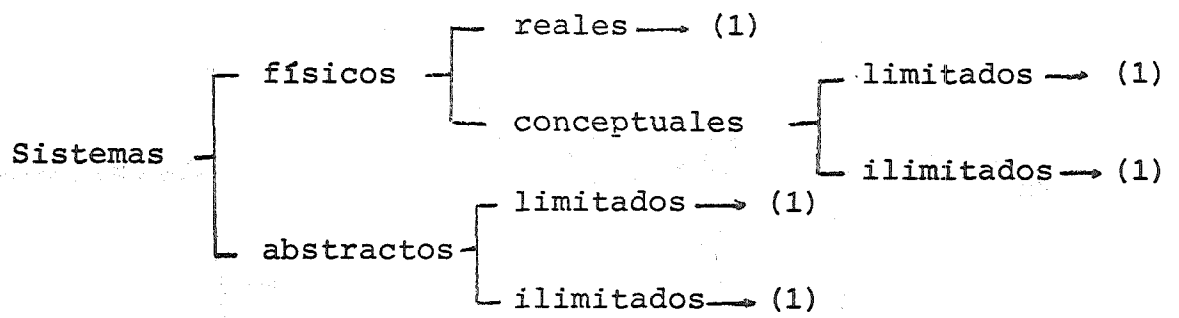 reales → (1)
físicos limitados → (1)
conceptuales
Sistemas ilimitados → (1)
limitados → (1)
abstractos
ilimitados → (1)